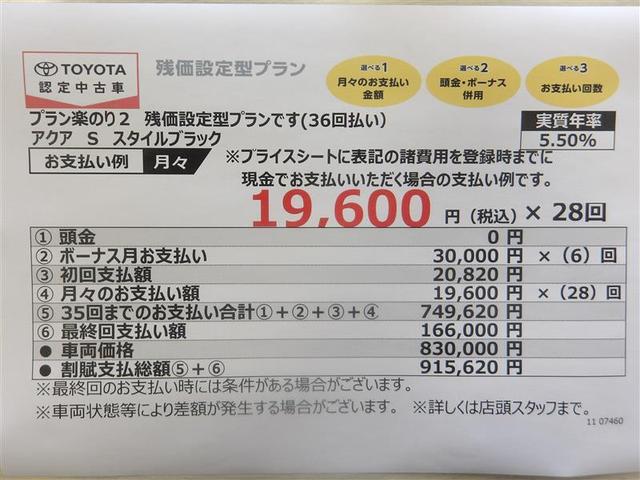 TOYOTA
認定中古車
残価設定型プラン
選べる1
月々のお支払い
金額
選べる2
頭金・ボーナス
併用
選べる3
お支払い回数
プラン楽のり2 残価設定型プランです(36回払い)
アクア S スタイルブラック
実質年率
5.50%
お支払い例 月々
※プライスシートに表記の諸費用を登録時までに
現金でお支払いいただく場合の支払い例です。
19,600 円(税込)× 28回
① 頭金 0 円
② ボーナス月お支払い 30,000 円 ×(6)回
③ 初回支払額 20,820 円
④ 月々のお支払い額 19,600 円 ×(28)回
⑤ 35回までのお支払い合計①+②+③+④ 749,620 円
⑥ 最終回支払い額 166,000 円
● 車両価格 830,000 円
● 割賦支払総額⑤+⑥ 915,620 円
※最終回のお支払い時には条件がある場合がございます。
※車両状態等により差額が発生する場合がございます。 ※詳しくは店頭スタッフまで。
11 07460